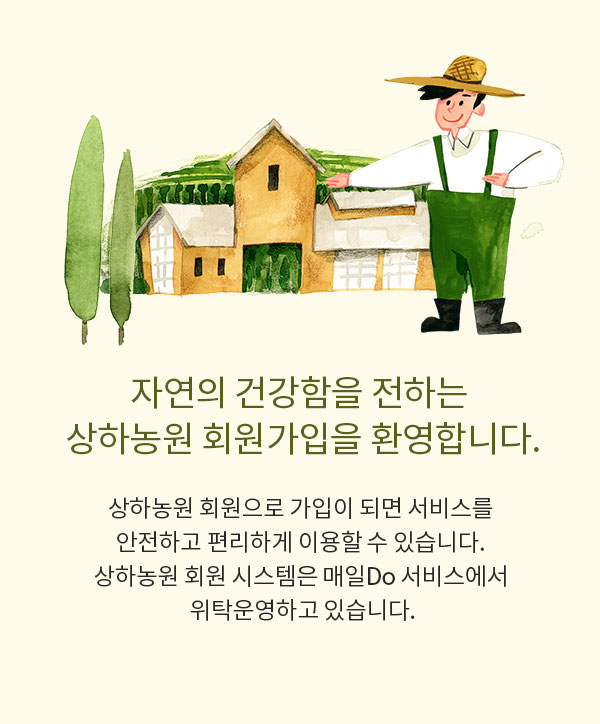 자연의 건강함을 전하는
상하농원 회원가입을 환영합니다.
상하농원 회원으로 가입이 되면 서비스를
안전하고 편리하게 이용할 수 있습니다.
상하농원 회원 시스템은 매일Do 서비스에서
위탁운영하고 있습니다.